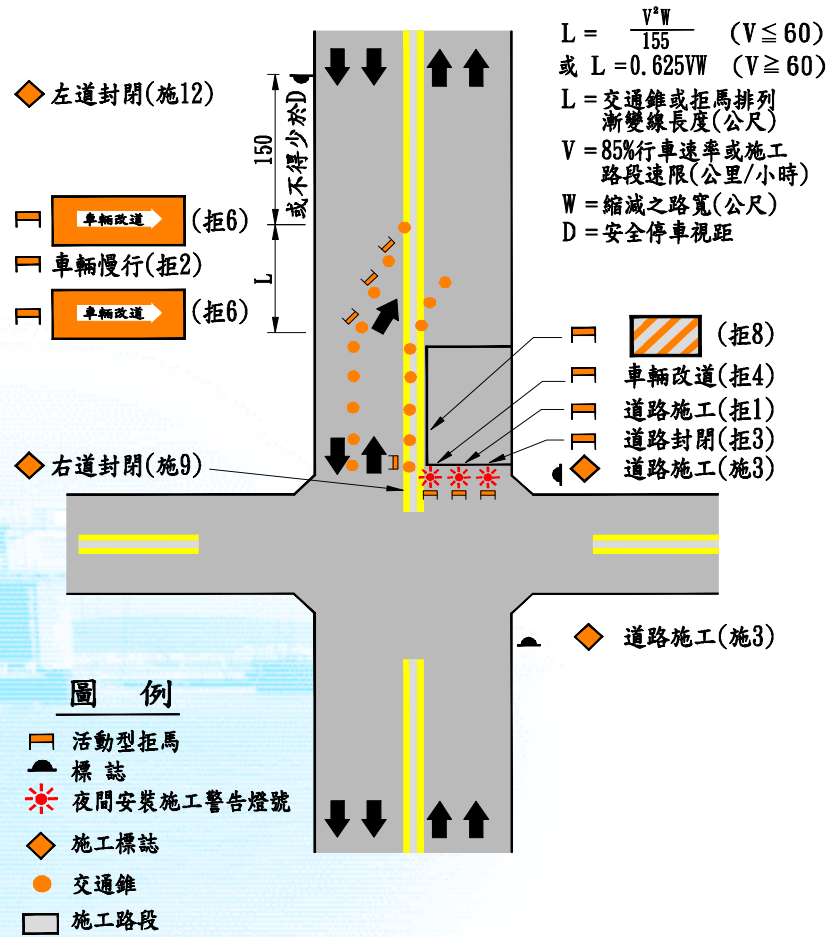 L = V²W / 155 (V≦60)
或 L=0.625VW (V≧60)
L=交通錐或拒馬排列
漸變線長度(公尺)
V=85%行車速率或施工
路段速限(公里/小時)
W=縮減之路寬(公尺)
D=安全停車視距
左道封閉(施12)
150
或不得少於D
車輛改道
(拒6)
車輛慢行(拒2)
L
車輛改道
(拒6)
(拒8)
車輛改道(拒4)
道路施工(拒1)
道路封閉(拒3)
右道封閉(施9)
道路施工(施3)
道路施工(施3)
圖 例
活動型拒馬
標 誌
夜間安裝施工警告燈號
施工標誌
交通錐
施工路段